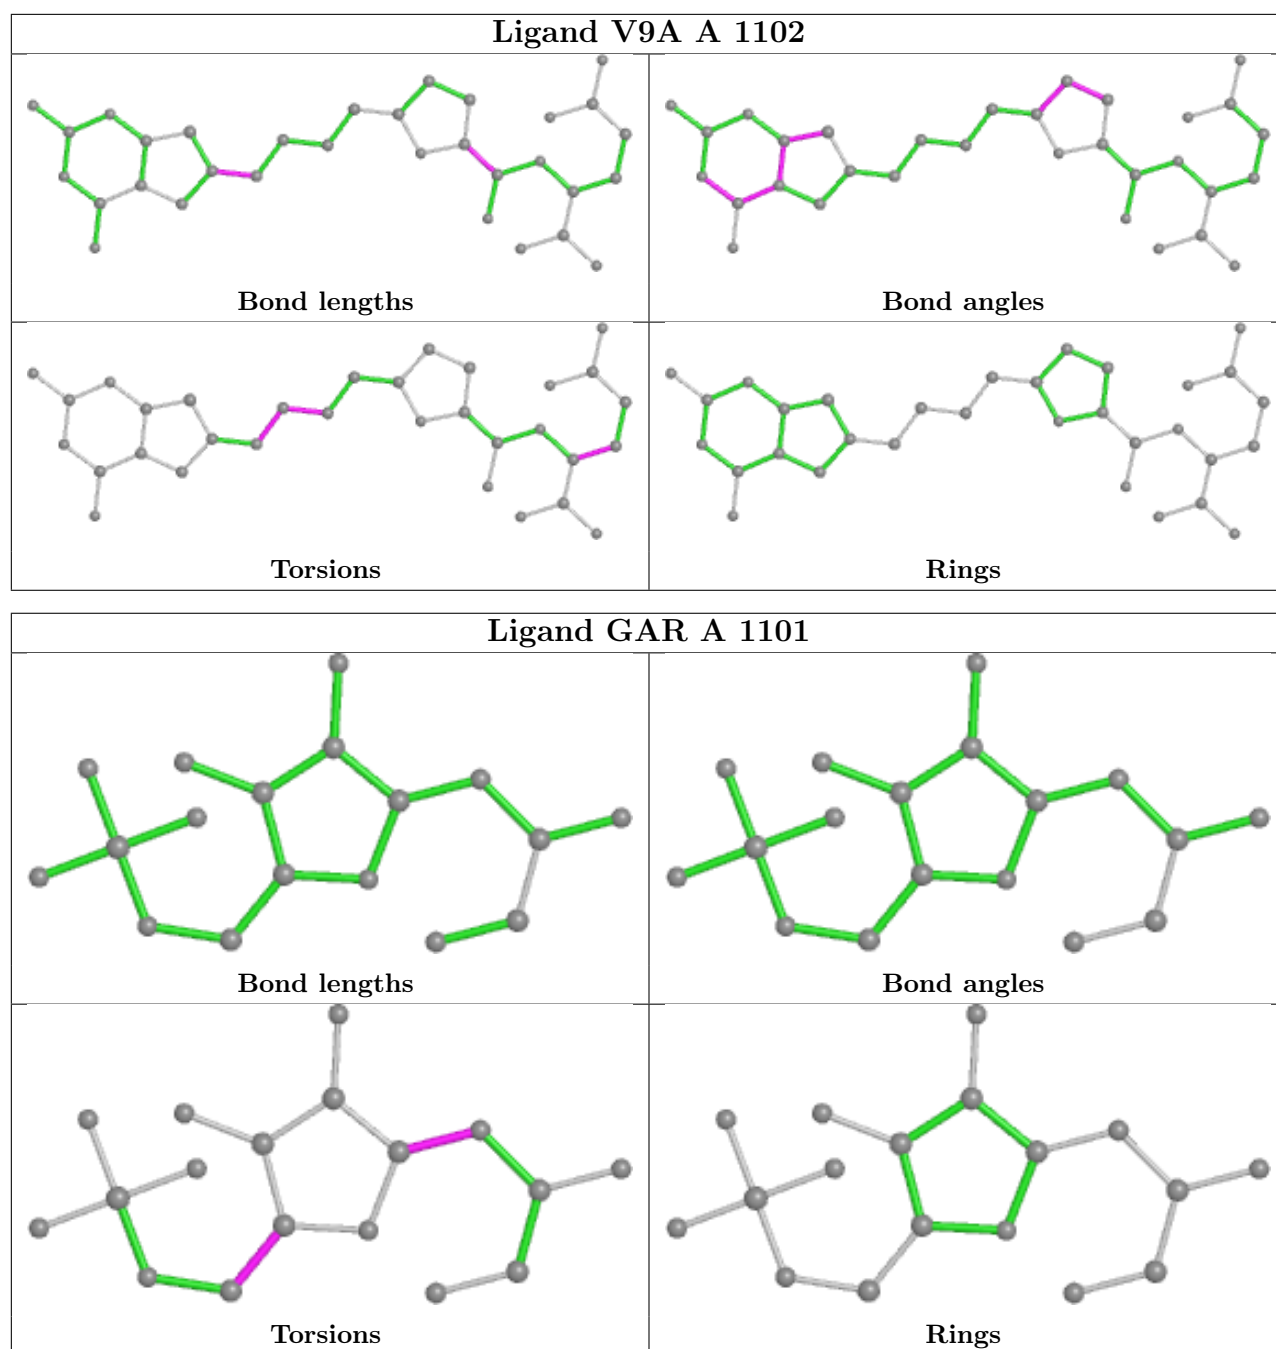 Ligand V9A A 1102
Bond lengths
Bond angles
Torsions
Rings
Ligand GAR A 1101
Bond lengths
Bond angles
Torsions
Rings